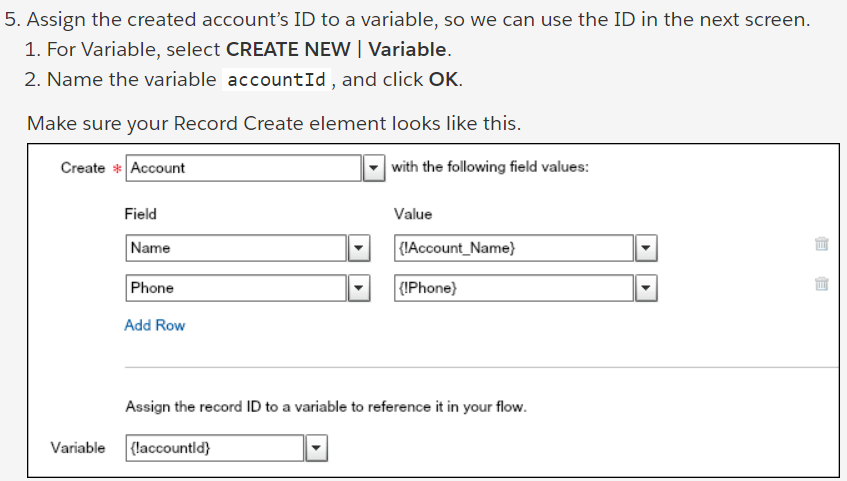 5. Assign the created account’s ID to a variable, so we can use the ID in the next screen.
1. For Variable, select CREATE NEW | Variable.
2. Name the variable accountId , and click OK.
Make sure your Record Create element looks like this.
Create * Account with the following field values:
Field Value
Name {!Account_Name}
Phone {!Phone}
Add Row
Assign the record ID to a variable to reference it in your flow.
Variable {!accountId}